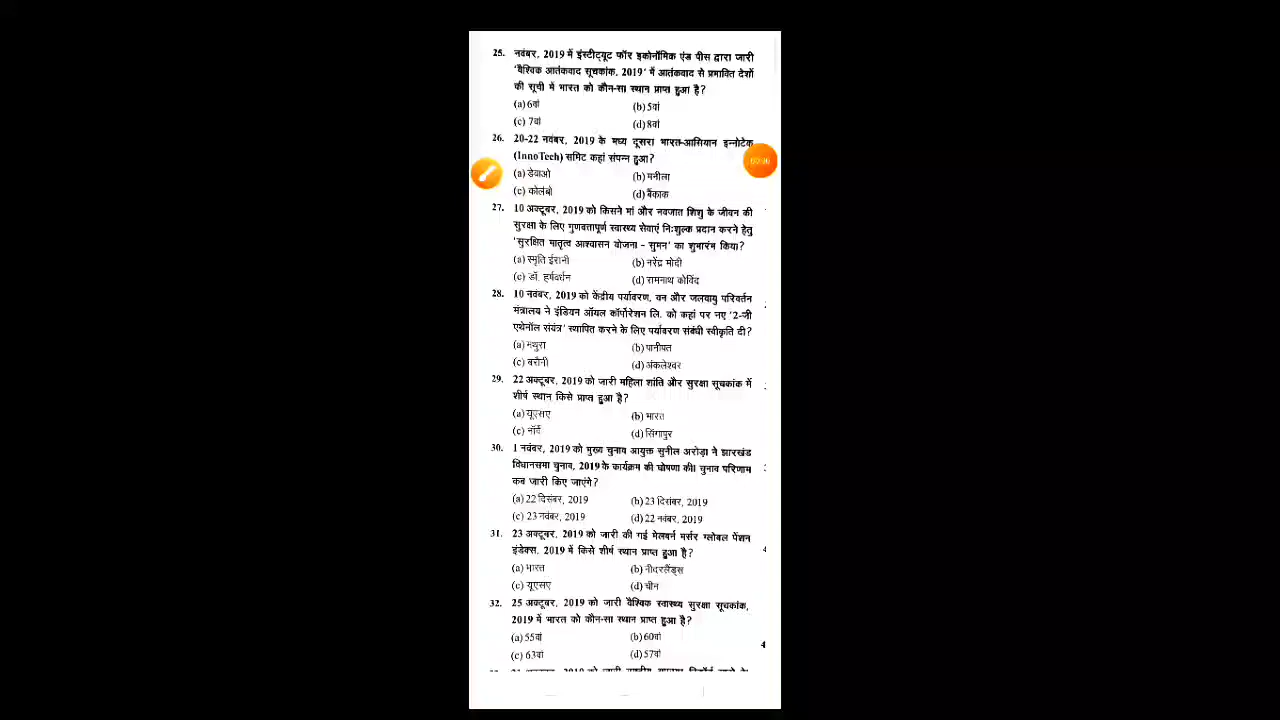 25. नवंबर, 2019 में इंस्टीट्यूट फॉर इकोनॉमिक एंड पीस द्वारा जारी
'वैश्विक आतंकवाद सूचकांक, 2019' में आतंकवाद से प्रभावित देशों
की सूची में भारत को कौन-सा स्थान प्राप्त हुआ है?
(a) 6वां (b) 5वां
(c) 7वां (d) 8वां
26. 20-22 नवंबर, 2019 के मध्य दूसरा भारत-आसियान इन्नोटेक
(InnoTech) समिट कहां संपन्न हुआ?
(a) डेवाओ (b) मनीला
(c) कोलंबो (d) बैंकाक
27. 10 अक्टूबर, 2019 को किसने मां और नवजात शिशु के जीवन की
सुरक्षा के लिए गुणवत्तापूर्ण स्वास्थ्य सेवाएं निःशुल्क प्रदान करने हेतु
'सुरक्षित मातृत्व आश्वासन योजना - सुमन' का शुभारंभ किया?
(a) स्मृति ईरानी (b) नरेंद्र मोदी
(c) डॉ. हर्षवर्धन (d) रामनाथ कोविंद
28. 10 नवंबर, 2019 को केंद्रीय पर्यावरण, वन और जलवायु परिवर्तन
मंत्रालय ने इंडियन ऑयल कॉर्पोरेशन लि. को कहां पर नए '2-जी
एथेनॉल संयंत्र' स्थापित करने के लिए पर्यावरण संबंधी स्वीकृति दी?
(a) मथुरा (b) पानीपत
(c) बरौनी (d) अंकलेश्वर
29. 22 अक्टूबर, 2019 को जारी महिला शांति और सुरक्षा सूचकांक में
शीर्ष स्थान किसे प्राप्त हुआ है?
(a) यूएसए (b) भारत
(c) नॉर्वे (d) सिंगापुर
30. 1 नवंबर, 2019 को मुख्य चुनाव आयुक्त सुनील अरोड़ा ने झारखंड
विधानसभा चुनाव, 2019 के कार्यक्रम की घोषणा की। चुनाव परिणाम
कब जारी किए जाएंगे?
(a) 22 दिसंबर, 2019 (b) 23 दिसंबर, 2019
(c) 23 नवंबर, 2019 (d) 22 नवंबर, 2019
31. 23 अक्टूबर, 2019 को जारी की गई मेलबर्न मर्सर ग्लोबल पेंशन
इंडेक्स, 2019 में किसे शीर्ष स्थान प्राप्त हुआ है?
(a) भारत (b) नीदरलैंड्स
(c) यूएसए (d) चीन
32. 25 अक्टूबर, 2019 को जारी वैश्विक स्वास्थ्य सुरक्षा सूचकांक,
2019 में भारत को कौन-सा स्थान प्राप्त हुआ है?
(a) 55वां (b) 60वां
(c) 63वां (d) 57वां
4
4